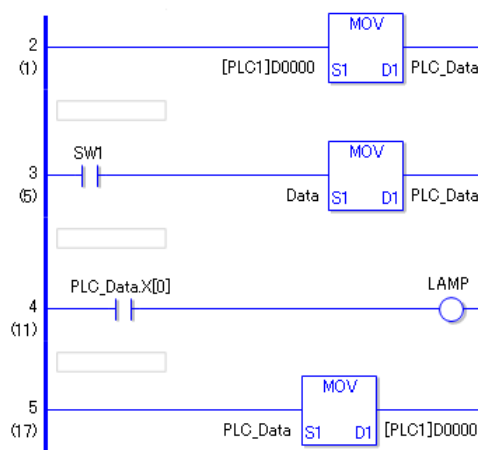 MOV
2
(1) [PLC1]D0000 S1 D1 PLC_Data
SW1
MOV
3
(5) Data S1 D1 PLC_Data
PLC_Data.X[0] LAMP
4
(11)
MOV
5
(17) PLC_Data S1 D1 [PLC1]D0000